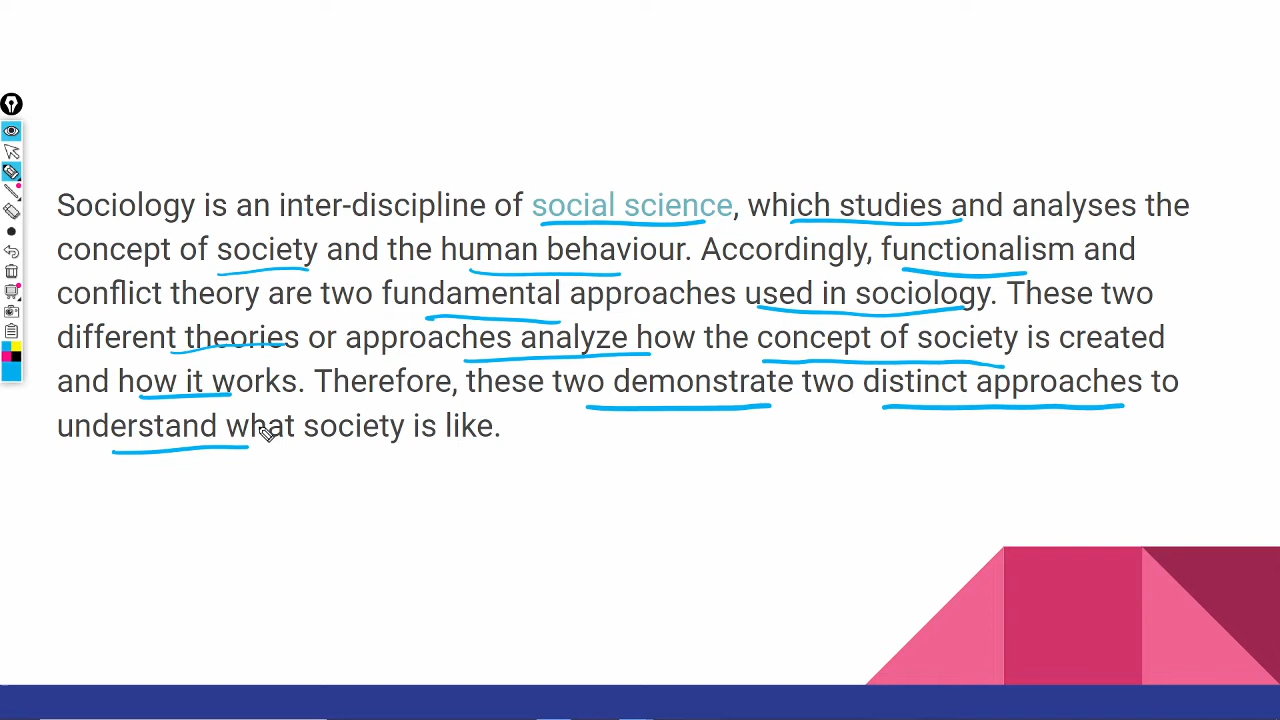 Sociology is an inter-discipline of social science, which studies and analyses the
concept of society and the human behaviour. Accordingly, functionalism and
conflict theory are two fundamental approaches used in sociology. These two
different theories or approaches analyze how the concept of society is created
and how it works. Therefore, these two demonstrate two distinct approaches to
understand what society is like.